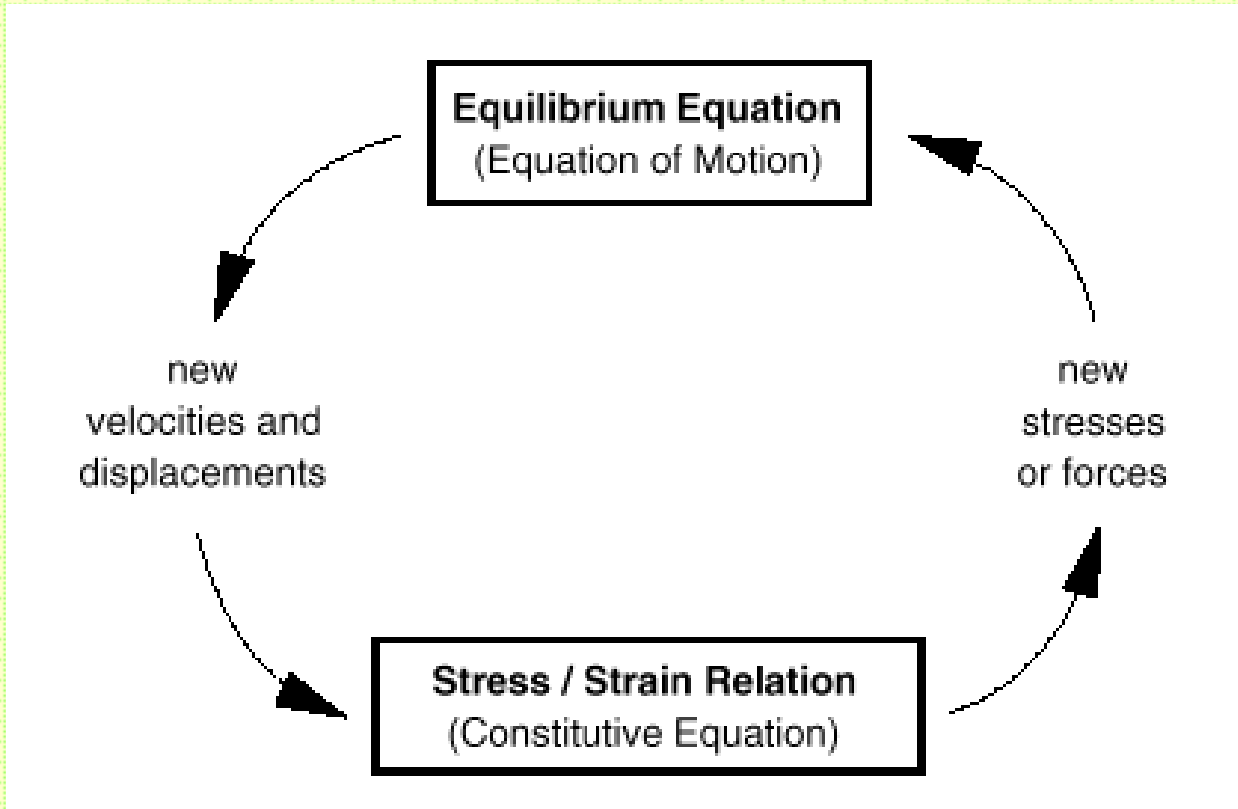 Equilibrium Equation
(Equation of Motion)
new
velocities and
displacements
new
stresses
or forces
Stress / Strain Relation
(Constitutive Equation)